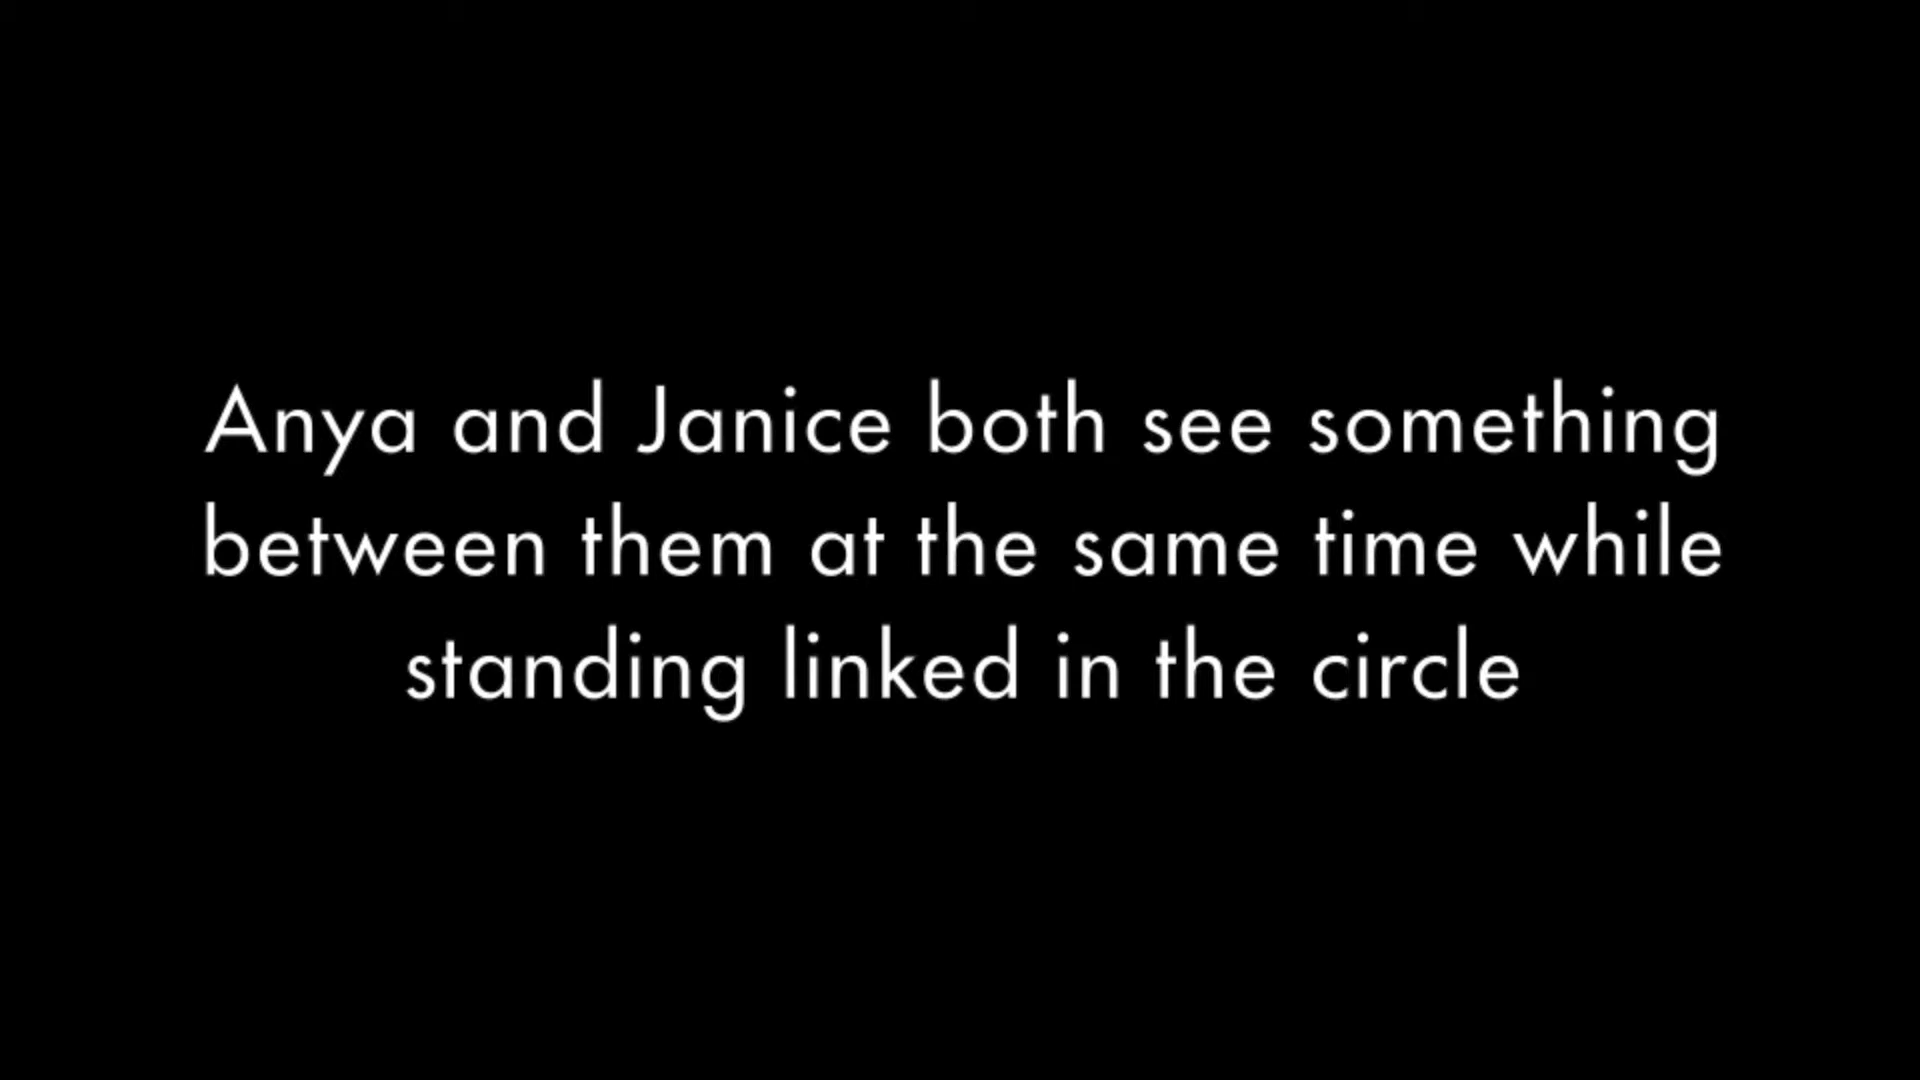 Anya and Janice both see something
between them at the same time while
standing linked in the circle